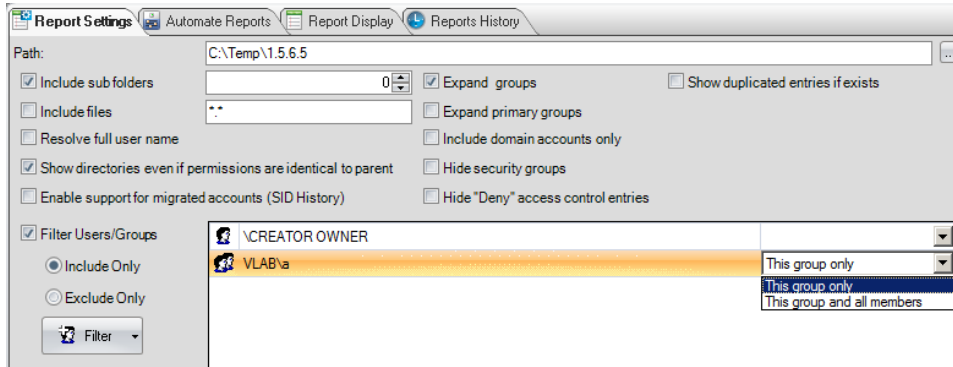 Report Settings Automate Reports Report Display Reports History
Path: C:\Temp\1.5.6.5 ...
Include sub folders 0 Expand groups Show duplicated entries if exists
Include files *.* Expand primary groups
Resolve full user name Include domain accounts only
Show directories even if permissions are identical to parent Hide security groups
Enable support for migrated accounts (SID History) Hide "Deny" access control entries
Filter Users/Groups \CREATOR OWNER
Include Only VLAB\a This group only
This group only
Exclude Only This group and all members
Filter